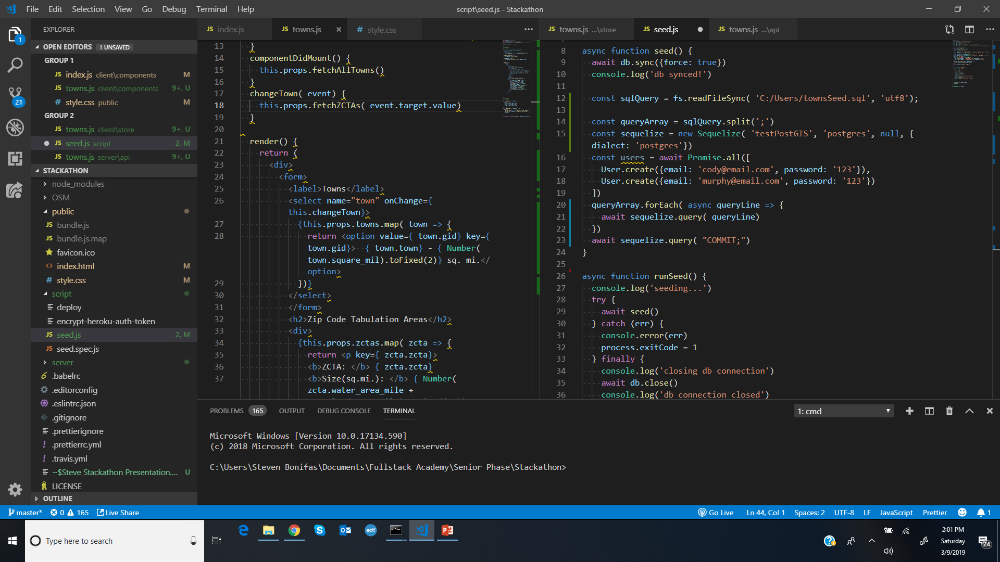 File Edit Selection View Go Debug Terminal Help
script\seed.js - Stackathon
EXPLORER
OPEN EDITORS 1 UNSAVED
GROUP 1
JS index.js client\components M
JS towns.js client\components 9+, U
# style.css public M
GROUP 2
JS towns.js client\store 9+, U
JS seed.js script 2, M
JS towns.js server\api 9+, U
STACKATHON
node_modules
OSM
public
JS bundle.js
JS bundle.js.map
favicon.ico
<> index.html M
# style.css M
script
deploy
encrypt-heroku-auth-token
JS seed.js 2, M
JS seed.spec.js
server
.babelrc
.editorconfig
.eslintrc.json
.gitignore
.prettierignore
! .prettierrc.yml
! .travis.yml
~$Steve Stackathon Presentation.... U
LICENSE
OUTLINE
1
21
JS index.js JS towns.js # style.css
13 }
14 componentDidMount() {
15 this.props.fetchAllTowns()
16 }
17 changeTown( event) {
18 this.props.fetchZCTAs( event.target.value)
19 }
20
21 render() {
22 return (
23 <div>
24 <form>
25 <label>Towns</label>
26 <select name="town" onChange={
this.changeTown}>
27 {this.props.towns.map( town => {
28 return <option value={ town.gid} key={
town.gid}> { town.town} - { Number(
town.square_mil).toFixed(2)} sq. mi.</
option>
29 })}
30 </select>
31 </form>
32 <h2>Zip Code Tabulation Areas</h2>
33 <div>
34 {this.props.zctas.map( zcta => {
35 return <p key={ zcta.zcta}>
36 <b>ZCTA: </b> { zcta.zcta}
37 <b>Size(sq.mi.): </b> { Number(
zcta.water_area_mile +
JS towns.js ...\store JS seed.js JS towns.js ...\api
8 async function seed() {
9 await db.sync({force: true})
10 console.log('db synced!')
11
12 const sqlQuery = fs.readFileSync( 'C:/Users/townsSeed.sql', 'utf8');
13
14 const queryArray = sqlQuery.split(';')
15 const sequelize = new Sequelize( 'testPostGIS', 'postgres', null, {
dialect: 'postgres'})
16 const users = await Promise.all([
17 User.create({email: 'cody@email.com', password: '123'}),
18 User.create({email: 'murphy@email.com', password: '123'})
19 ])
20 queryArray.forEach( async queryLine => {
21 await sequelize.query( queryLine)
22 })
23 await sequelize.query( "COMMIT;")
24 }
25
26 async function runSeed() {
27 console.log('seeding...')
28 try {
29 await seed()
30 } catch (err) {
31 console.error(err)
32 process.exitCode = 1
33 } finally {
34 console.log('closing db connection')
35 await db.close()
36 console.log('db connection closed')
PROBLEMS 165 OUTPUT DEBUG CONSOLE TERMINAL
1: cmd
Microsoft Windows [Version 10.0.17134.590]
(c) 2018 Microsoft Corporation. All rights reserved.
C:\Users\Steven Bonifas\Documents\Fullstack Academy\Senior Phase\Stackathon>
master* 0 165 Live Share
Go Live Ln 44, Col 1 Spaces: 2 UTF-8 LF JavaScript Prettier 1
Type here to search
act!
2:01 PM
Saturday
3/9/2019
24